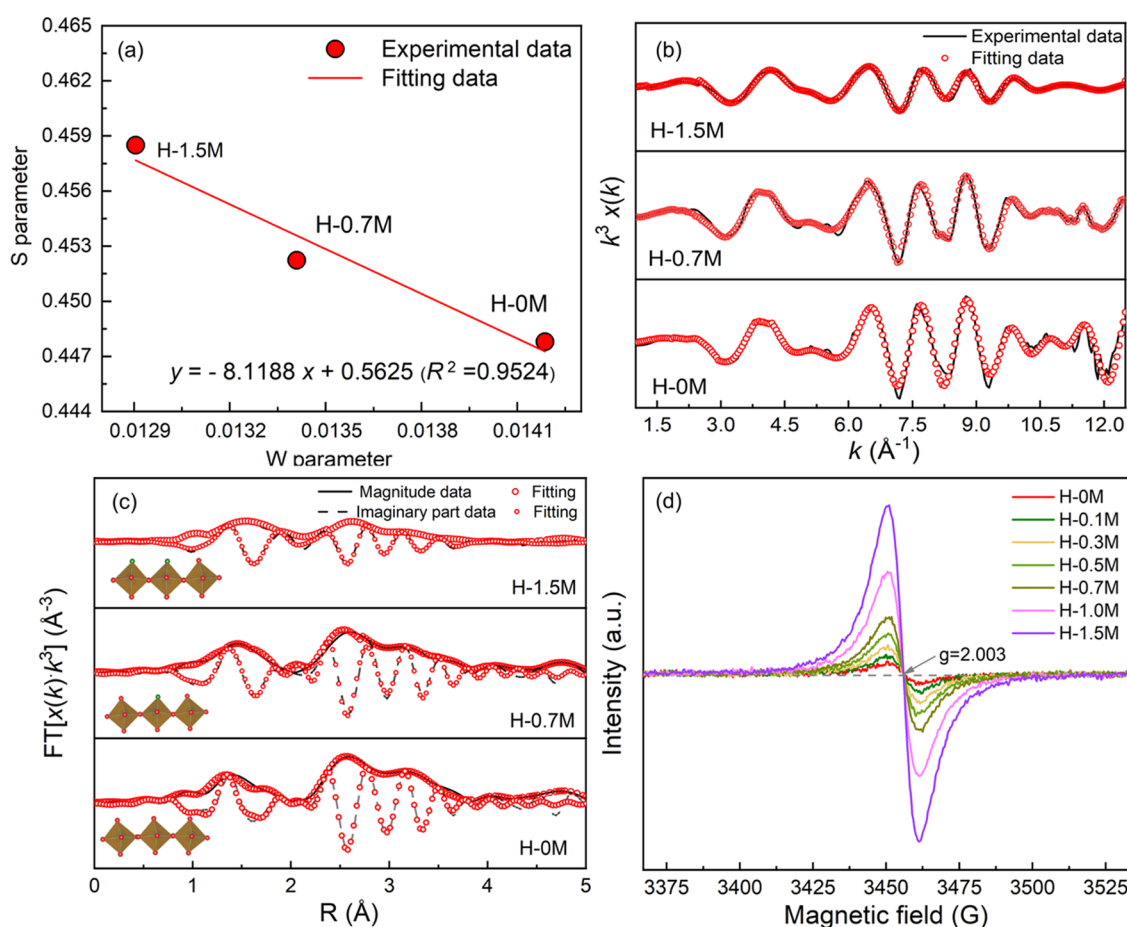 (a)
Experimental data
Fitting data
H-1.5M
H-0.7M
H-0M
y = - 8.1188 x + 0.5625 (R² =0.9524)
S parameter
0.465
0.462
0.459
0.456
0.453
0.450
0.447
0.444
0.0129 0.0132 0.0135 0.0138 0.0141
W parameter
(b)
Experimental data
Fitting data
H-1.5M
H-0.7M
H-0M
k³ x(k)
1.5 3.0 4.5 6.0 7.5 9.0 10.5 12.0
k (Å⁻¹)
(c)
Magnitude data Fitting
Imaginary part data Fitting
H-1.5M
H-0.7M
H-0M
FT[x(k)·k³] (Å⁻³)
0 1 2 3 4 5
R (Å)
(d)
H-0M
H-0.1M
H-0.3M
H-0.5M
H-0.7M
H-1.0M
H-1.5M
g=2.003
Intensity (a.u.)
3375 3400 3425 3450 3475 3500 3525
Magnetic field (G)